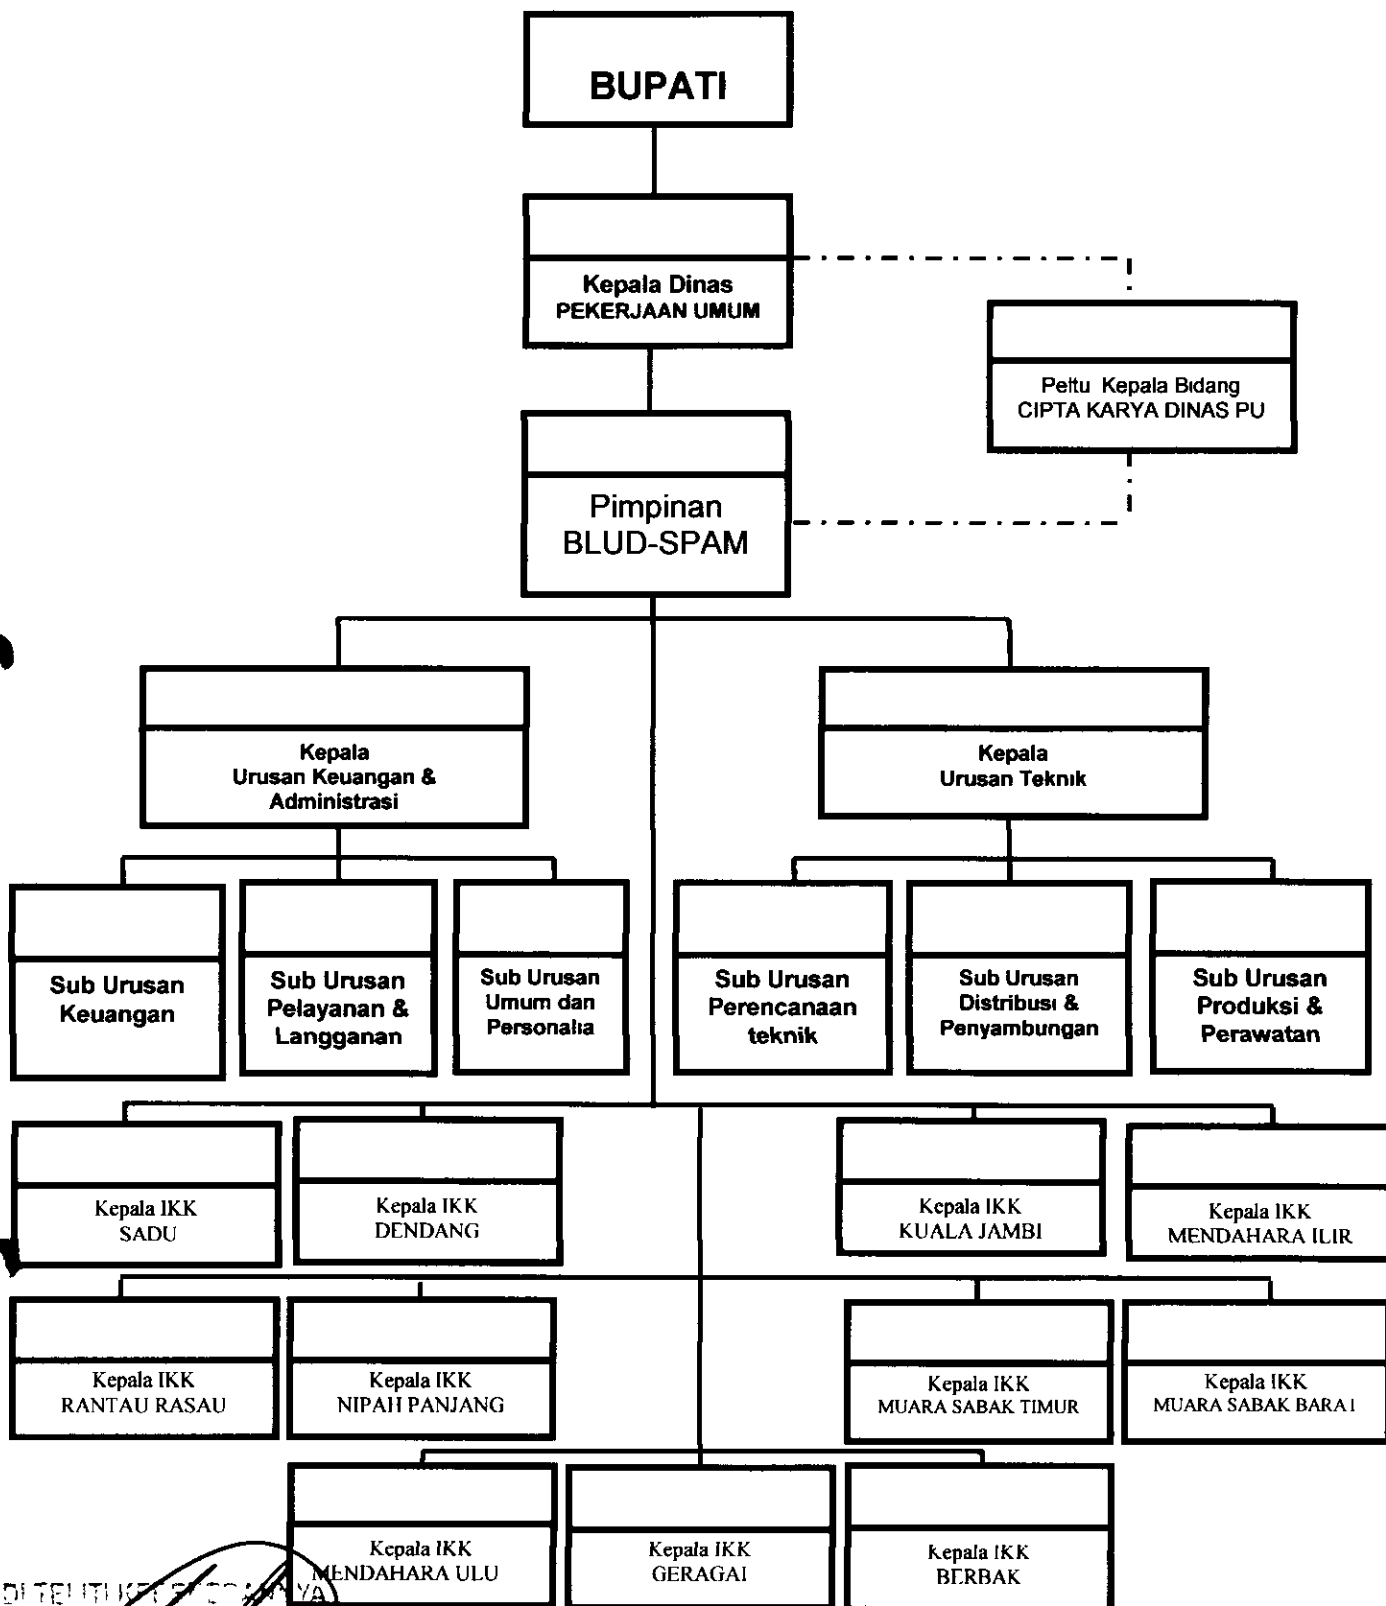 BUPATI
Kepala Dinas
PEKERJAAN UMUM
Peltu Kepala Bidang
CIPTA KARYA DINAS PU
Pimpinan
BLUD-SPAM
Kepala
Urusan Keuangan &
Administrasi
Kepala
Urusan Teknik
Sub Urusan
Keuangan
Sub Urusan
Pelayanan &
Langganan
Sub Urusan
Umum dan
Personalia
Sub Urusan
Perencanaan
teknik
Sub Urusan
Distribusi &
Penyambungan
Sub Urusan
Produksi &
Perawatan
Kepala IKK
SADU
Kepala IKK
DENDANG
Kepala IKK
KUALA JAMBI
Kepala IKK
MENDAHARA ILIR
Kepala IKK
RANTAU RASAU
Kepala IKK
NIPAH PANJANG
Kepala IKK
MUARA SABAK TIMUR
Kepala IKK
MUARA SABAK BARAT
Kepala IKK
MENDAHARA ULU
Kepala IKK
GERAGAI
Kepala IKK
BERBAK